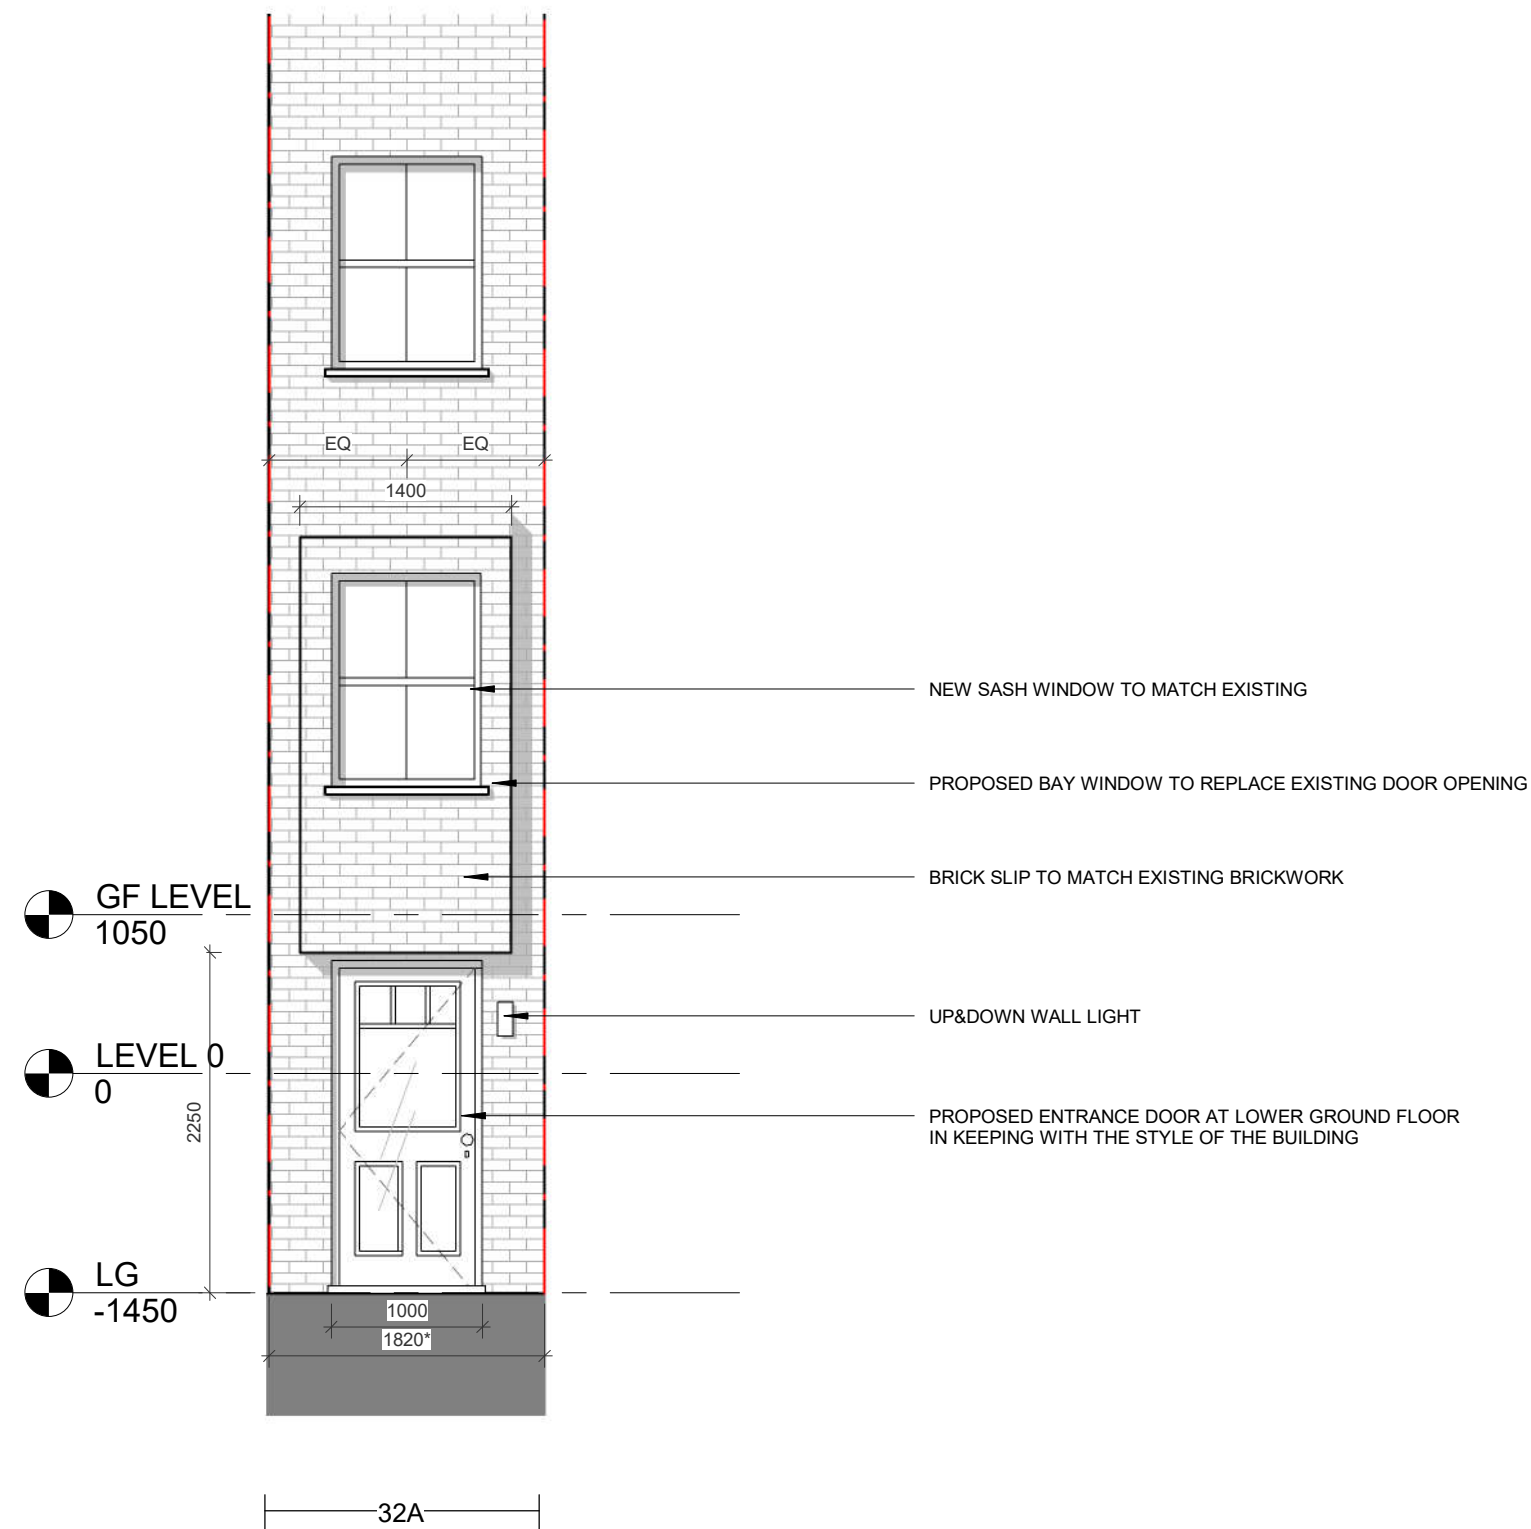 EQ
EQ
1400
NEW SASH WINDOW TO MATCH EXISTING
PROPOSED BAY WINDOW TO REPLACE EXISTING DOOR OPENING
BRICK SLIP TO MATCH EXISTING BRICKWORK
GF LEVEL
1050
UP&DOWN WALL LIGHT
LEVEL 0
0
2250
PROPOSED ENTRANCE DOOR AT LOWER GROUND FLOOR
IN KEEPING WITH THE STYLE OF THE BUILDING
LG
-1450
1000
1820*
32A